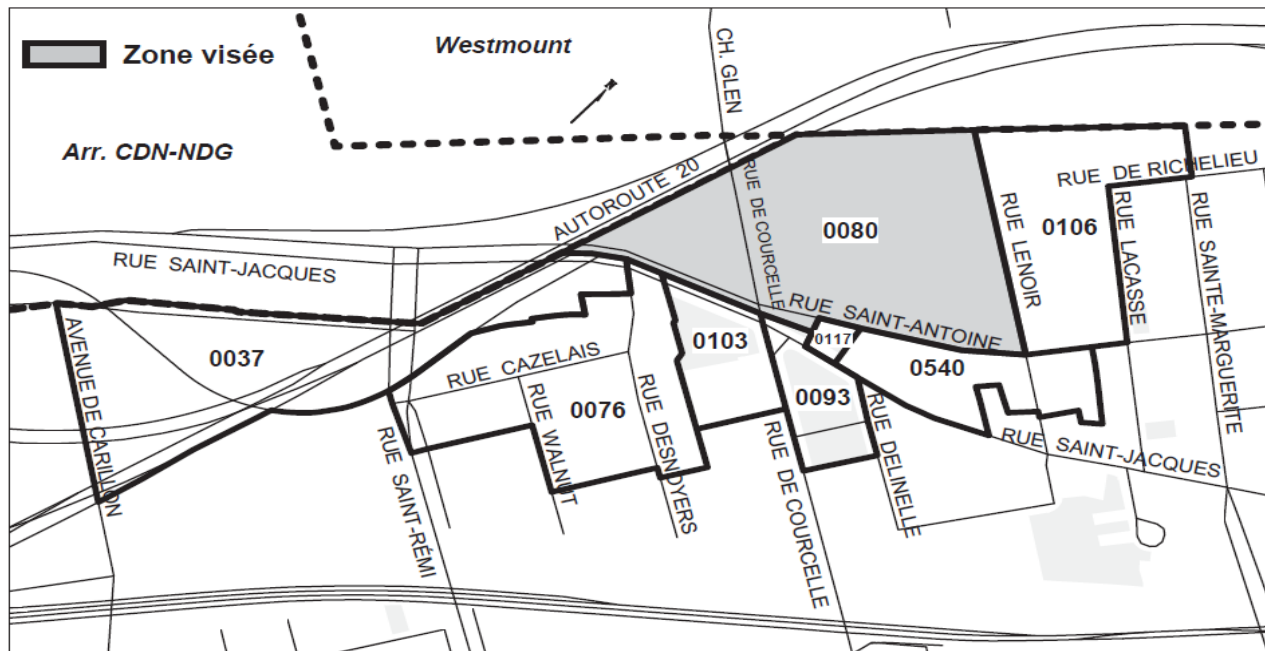 Zone visée
Westmount
CH. GLEN
Arr. CDN-NDG
AUTOROUTE 20
RUE DE COURCELLE
RUE DE RICHELIEU
0080
0106
RUE LENOIR
RUE LACASSE
RUE SAINTE-MARGUERITE
RUE SAINT-JACQUES
RUE SAINT-ANTOINE
0037
0103
0117
0540
AVENUE DE CARILLON
RUE CAZELAIS
0076
0093
RUE WALNUT
RUE DESNOYERS
RUE SAINT-RÉMI
RUE DE COURCELLE
RUE DELINELLE
RUE SAINT-JACQUES